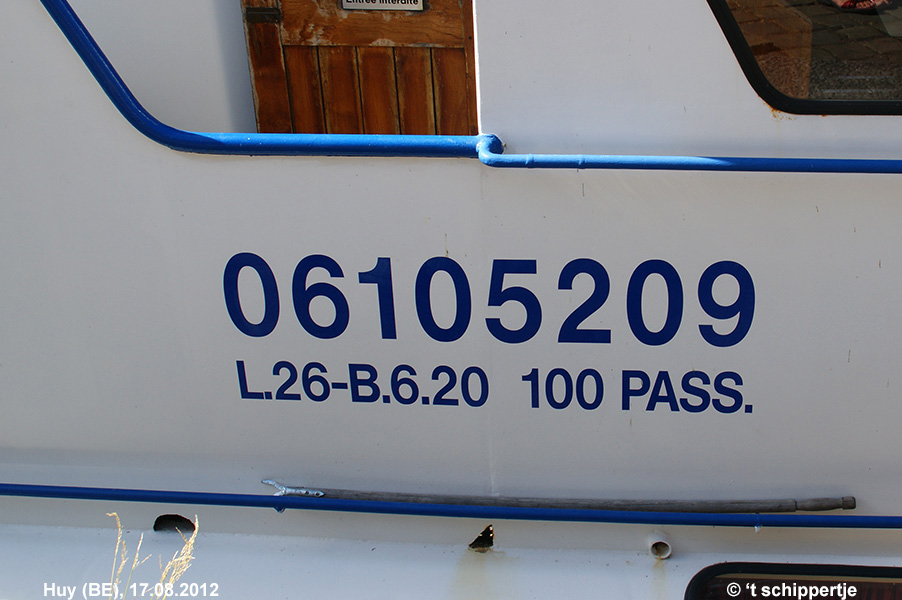 Entrée interdite
06105209
L.26-B.6.20 100 PASS.
Huy (BE), 17.08.2012
© 't schippertje